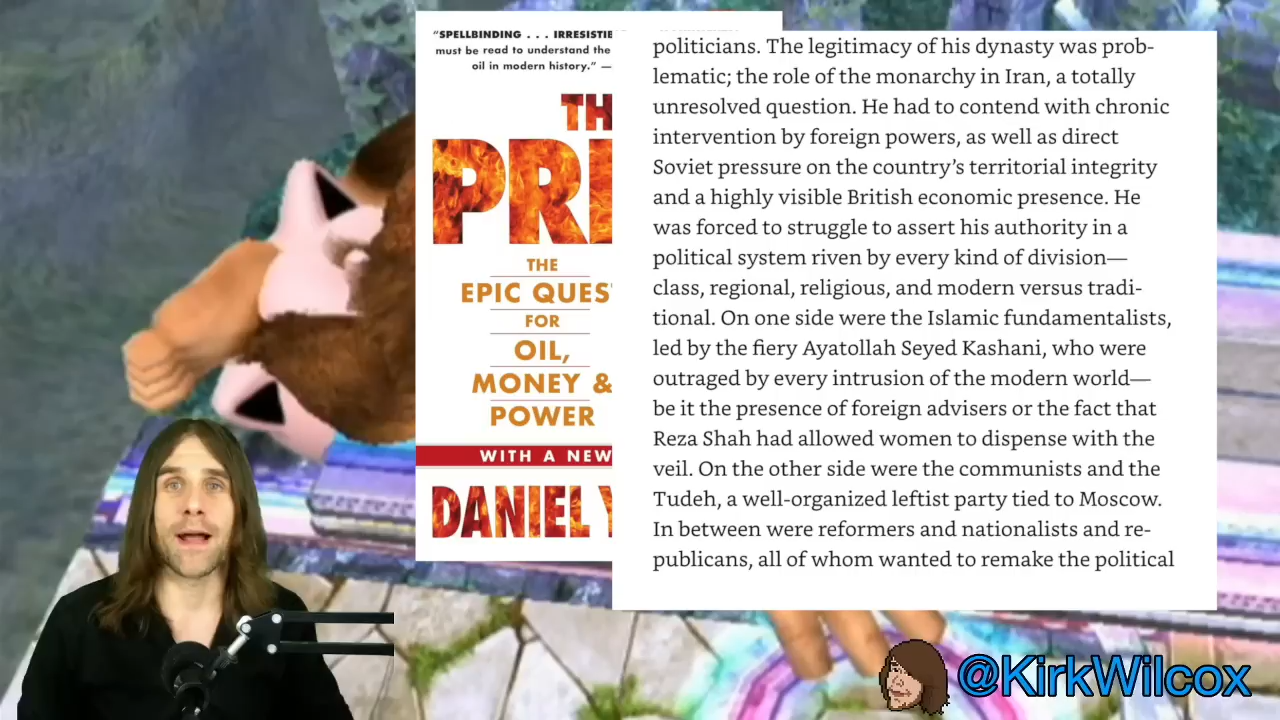 “SPELLBINDING . . . IRRESISTIB
must be read to understand the
oil in modern history.” —
TH
PRI
THE
EPIC QUES
FOR
OIL,
MONEY &
POWER
WITH A NEW
DANIEL Y
politicians. The legitimacy of his dynasty was prob-
lematic; the role of the monarchy in Iran, a totally
unresolved question. He had to contend with chronic
intervention by foreign powers, as well as direct
Soviet pressure on the country’s territorial integrity
and a highly visible British economic presence. He
was forced to struggle to assert his authority in a
political system riven by every kind of division—
class, regional, religious, and modern versus tradi-
tional. On one side were the Islamic fundamentalists,
led by the fiery Ayatollah Seyed Kashani, who were
outraged by every intrusion of the modern world—
be it the presence of foreign advisers or the fact that
Reza Shah had allowed women to dispense with the
veil. On the other side were the communists and the
Tudeh, a well-organized leftist party tied to Moscow.
In between were reformers and nationalists and re-
publicans, all of whom wanted to remake the political
@KirkWilcox